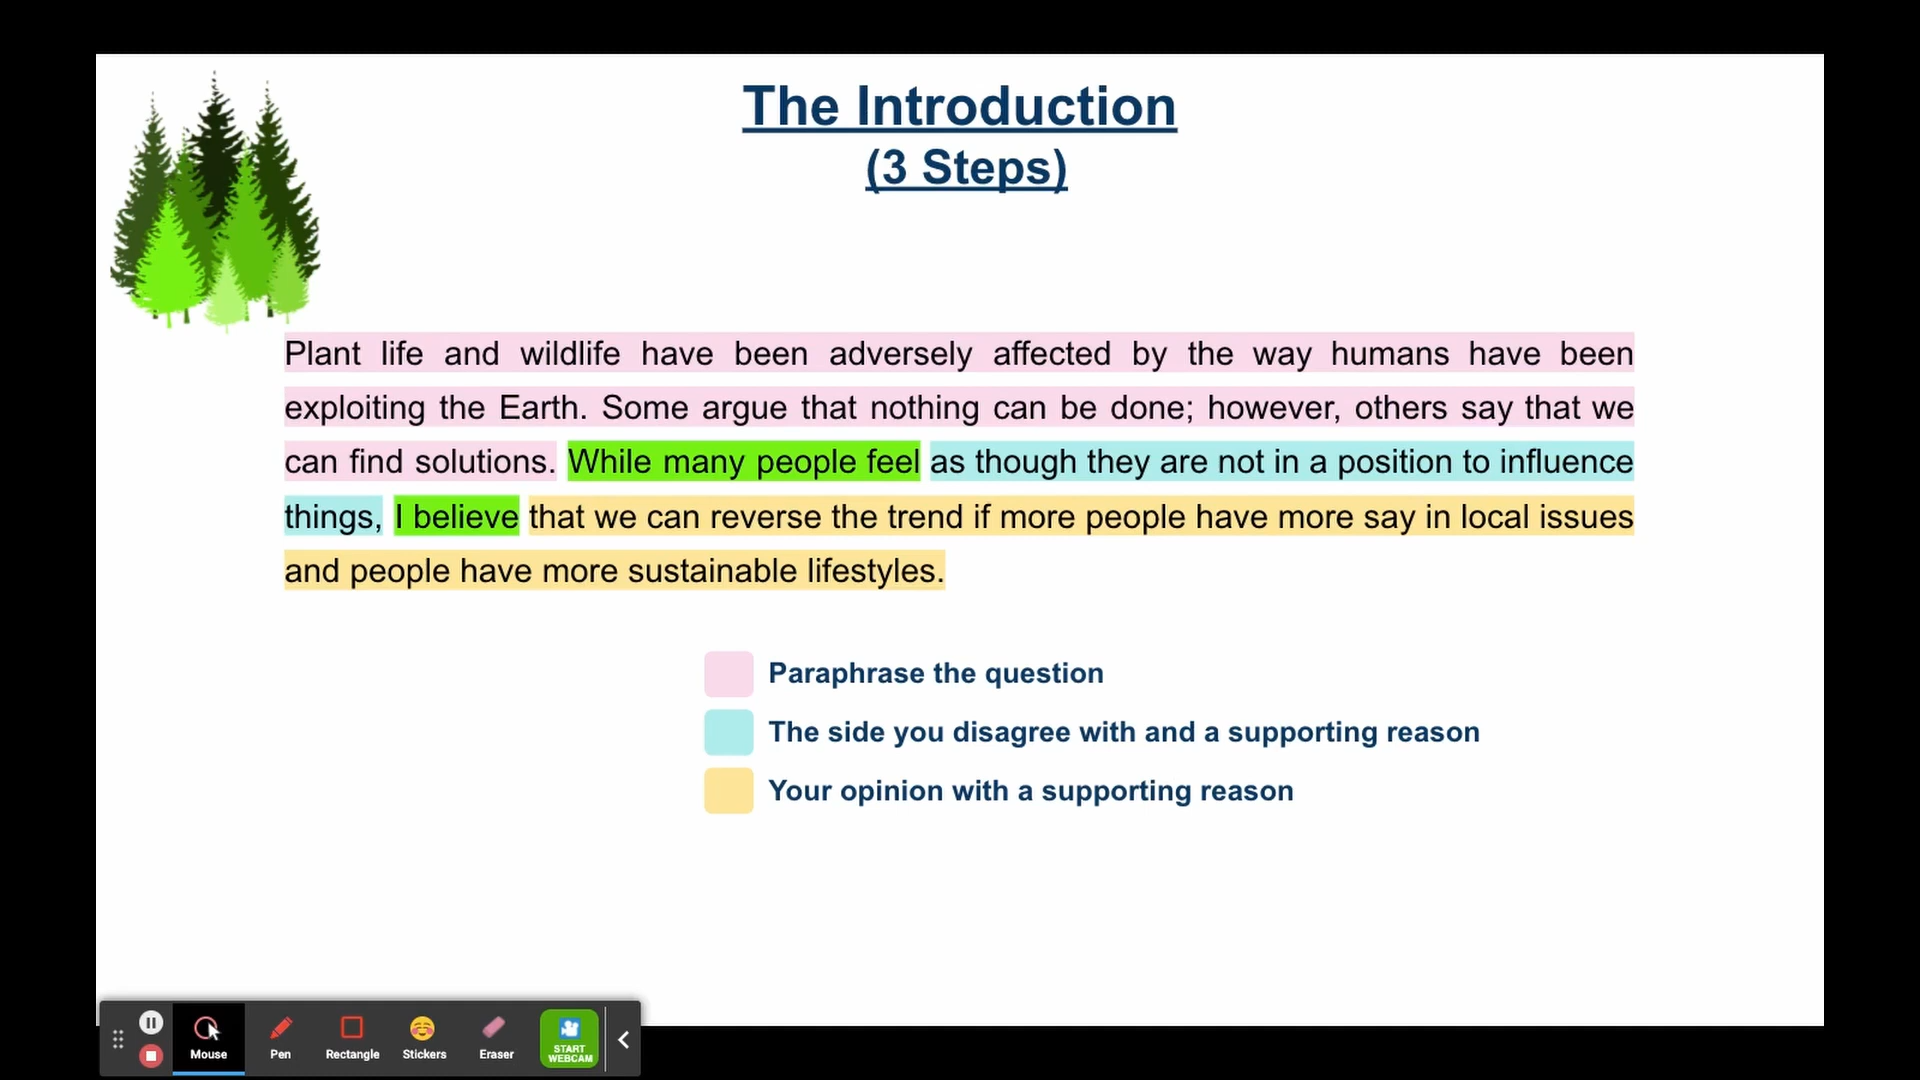 The Introduction
(3 Steps)
Plant life and wildlife have been adversely affected by the way humans have been
exploiting the Earth. Some argue that nothing can be done; however, others say that we
can find solutions. While many people feel as though they are not in a position to influence
things, I believe that we can reverse the trend if more people have more say in local issues
and people have more sustainable lifestyles.
Paraphrase the question
The side you disagree with and a supporting reason
Your opinion with a supporting reason
Mouse
Pen
Rectangle
Stickers
Eraser
START
WEBCAM